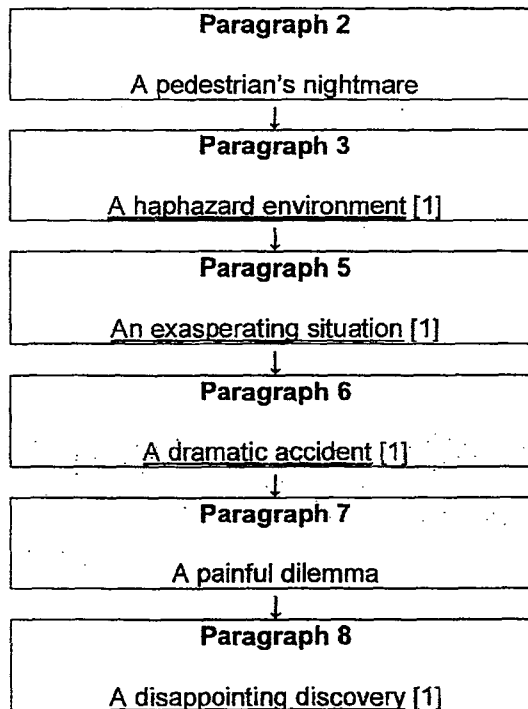 Paragraph 2
A pedestrian's nightmare
↓
Paragraph 3
A haphazard environment [1]
↓
Paragraph 5
An exasperating situation [1]
↓
Paragraph 6
A dramatic accident [1]
↓
Paragraph 7
A painful dilemma
↓
Paragraph 8
A disappointing discovery [1]